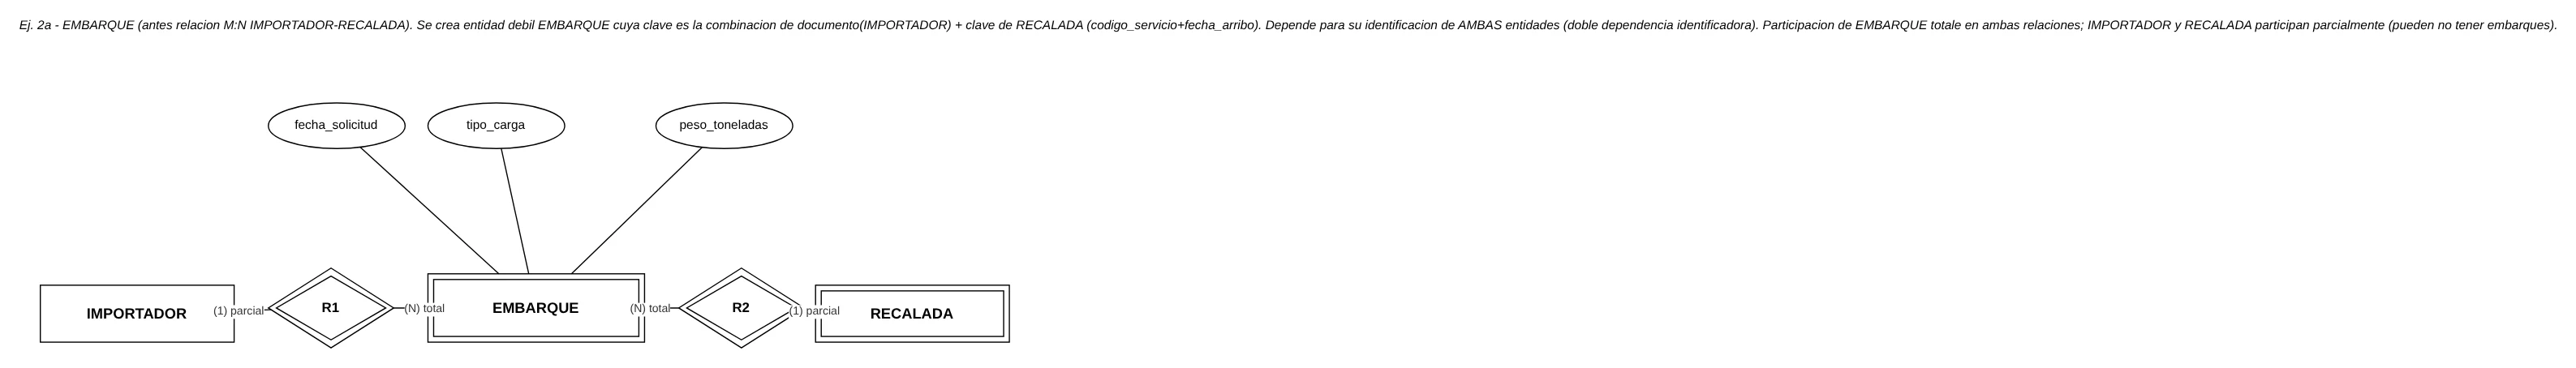 Ej. 2a - EMBARQUE (antes relacion M:N IMPORTADOR-RECALADA). Se crea entidad debil EMBARQUE cuya clave es la combinacion de documento(IMPORTADOR) + clave de RECALADA (codigo_servicio+fecha_arribo). Depende para su identificacion de AMBAS entidades (doble dependencia identificadora). Participacion de EMBARQUE totale en ambas relaciones; IMPORTADOR y RECALADA participan parcialmente (pueden no tener embarques).
fecha_solicitud
tipo_carga
peso_toneladas
IMPORTADOR
(1) parcial
R1
(N) total
EMBARQUE
(N) total
R2
(1) parcial
RECALADA